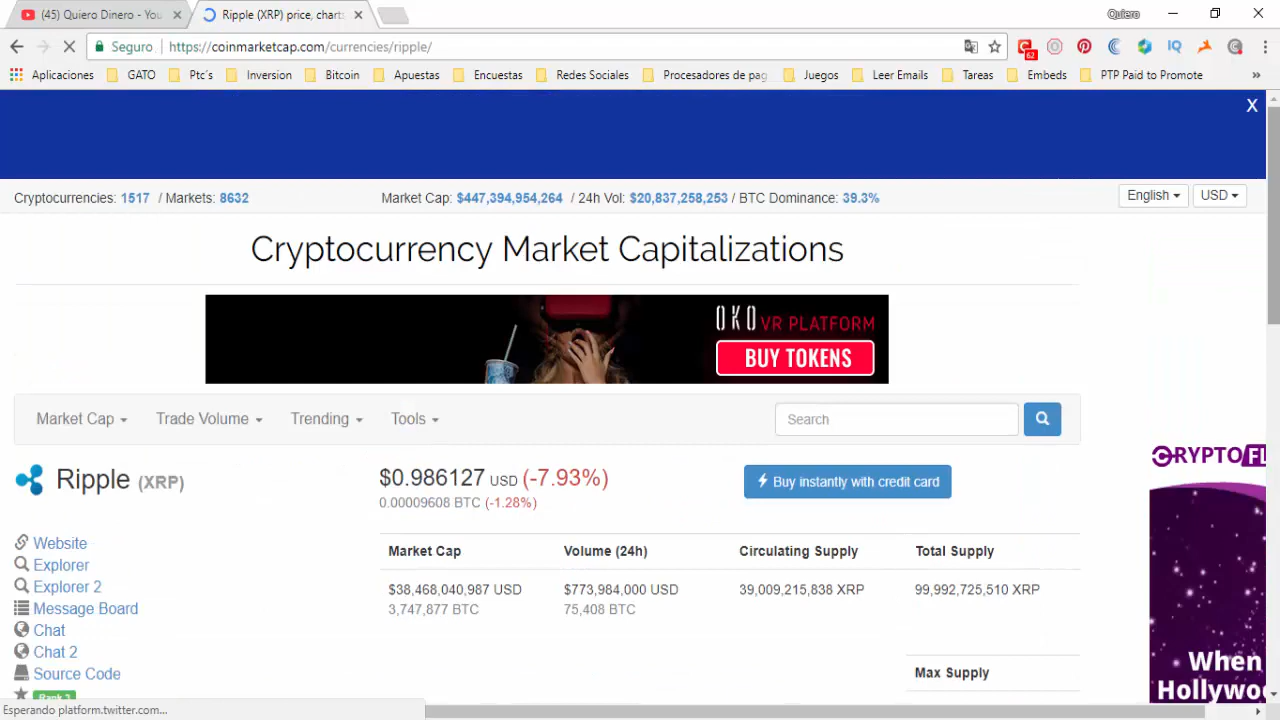 (45) Quiero Dinero - You
Ripple (XRP) price, charts
Quiero
Seguro
https://coinmarketcap.com/currencies/ripple/
62
IQ
Aplicaciones
GATO
Ptc's
Inversion
Bitcoin
Apuestas
Encuestas
Redes Sociales
Procesadores de pag
Juegos
Leer Emails
Tareas
Embeds
PTP Paid to Promote
X
Cryptocurrencies: 1517 / Markets: 8632
Market Cap: $447,394,954,264 / 24h Vol: $20,837,258,253 / BTC Dominance: 39.3%
English
USD
Cryptocurrency Market Capitalizations
OKO VR PLATFORM
BUY TOKENS
Market Cap
Trade Volume
Trending
Tools
Search
CRYPTOFL
Ripple (XRP)
$0.986127 USD (-7.93%)
0.00009608 BTC (-1.28%)
Buy instantly with credit card
Website
Explorer
Explorer 2
Message Board
Chat
Chat 2
Source Code
Rank 3
Market Cap
Volume (24h)
Circulating Supply
Total Supply
$38,468,040,987 USD
$773,984,000 USD
39,009,215,838 XRP
99,992,725,510 XRP
3,747,877 BTC
75,408 BTC
Max Supply
When
Hollywoo
Esperando platform.twitter.com...